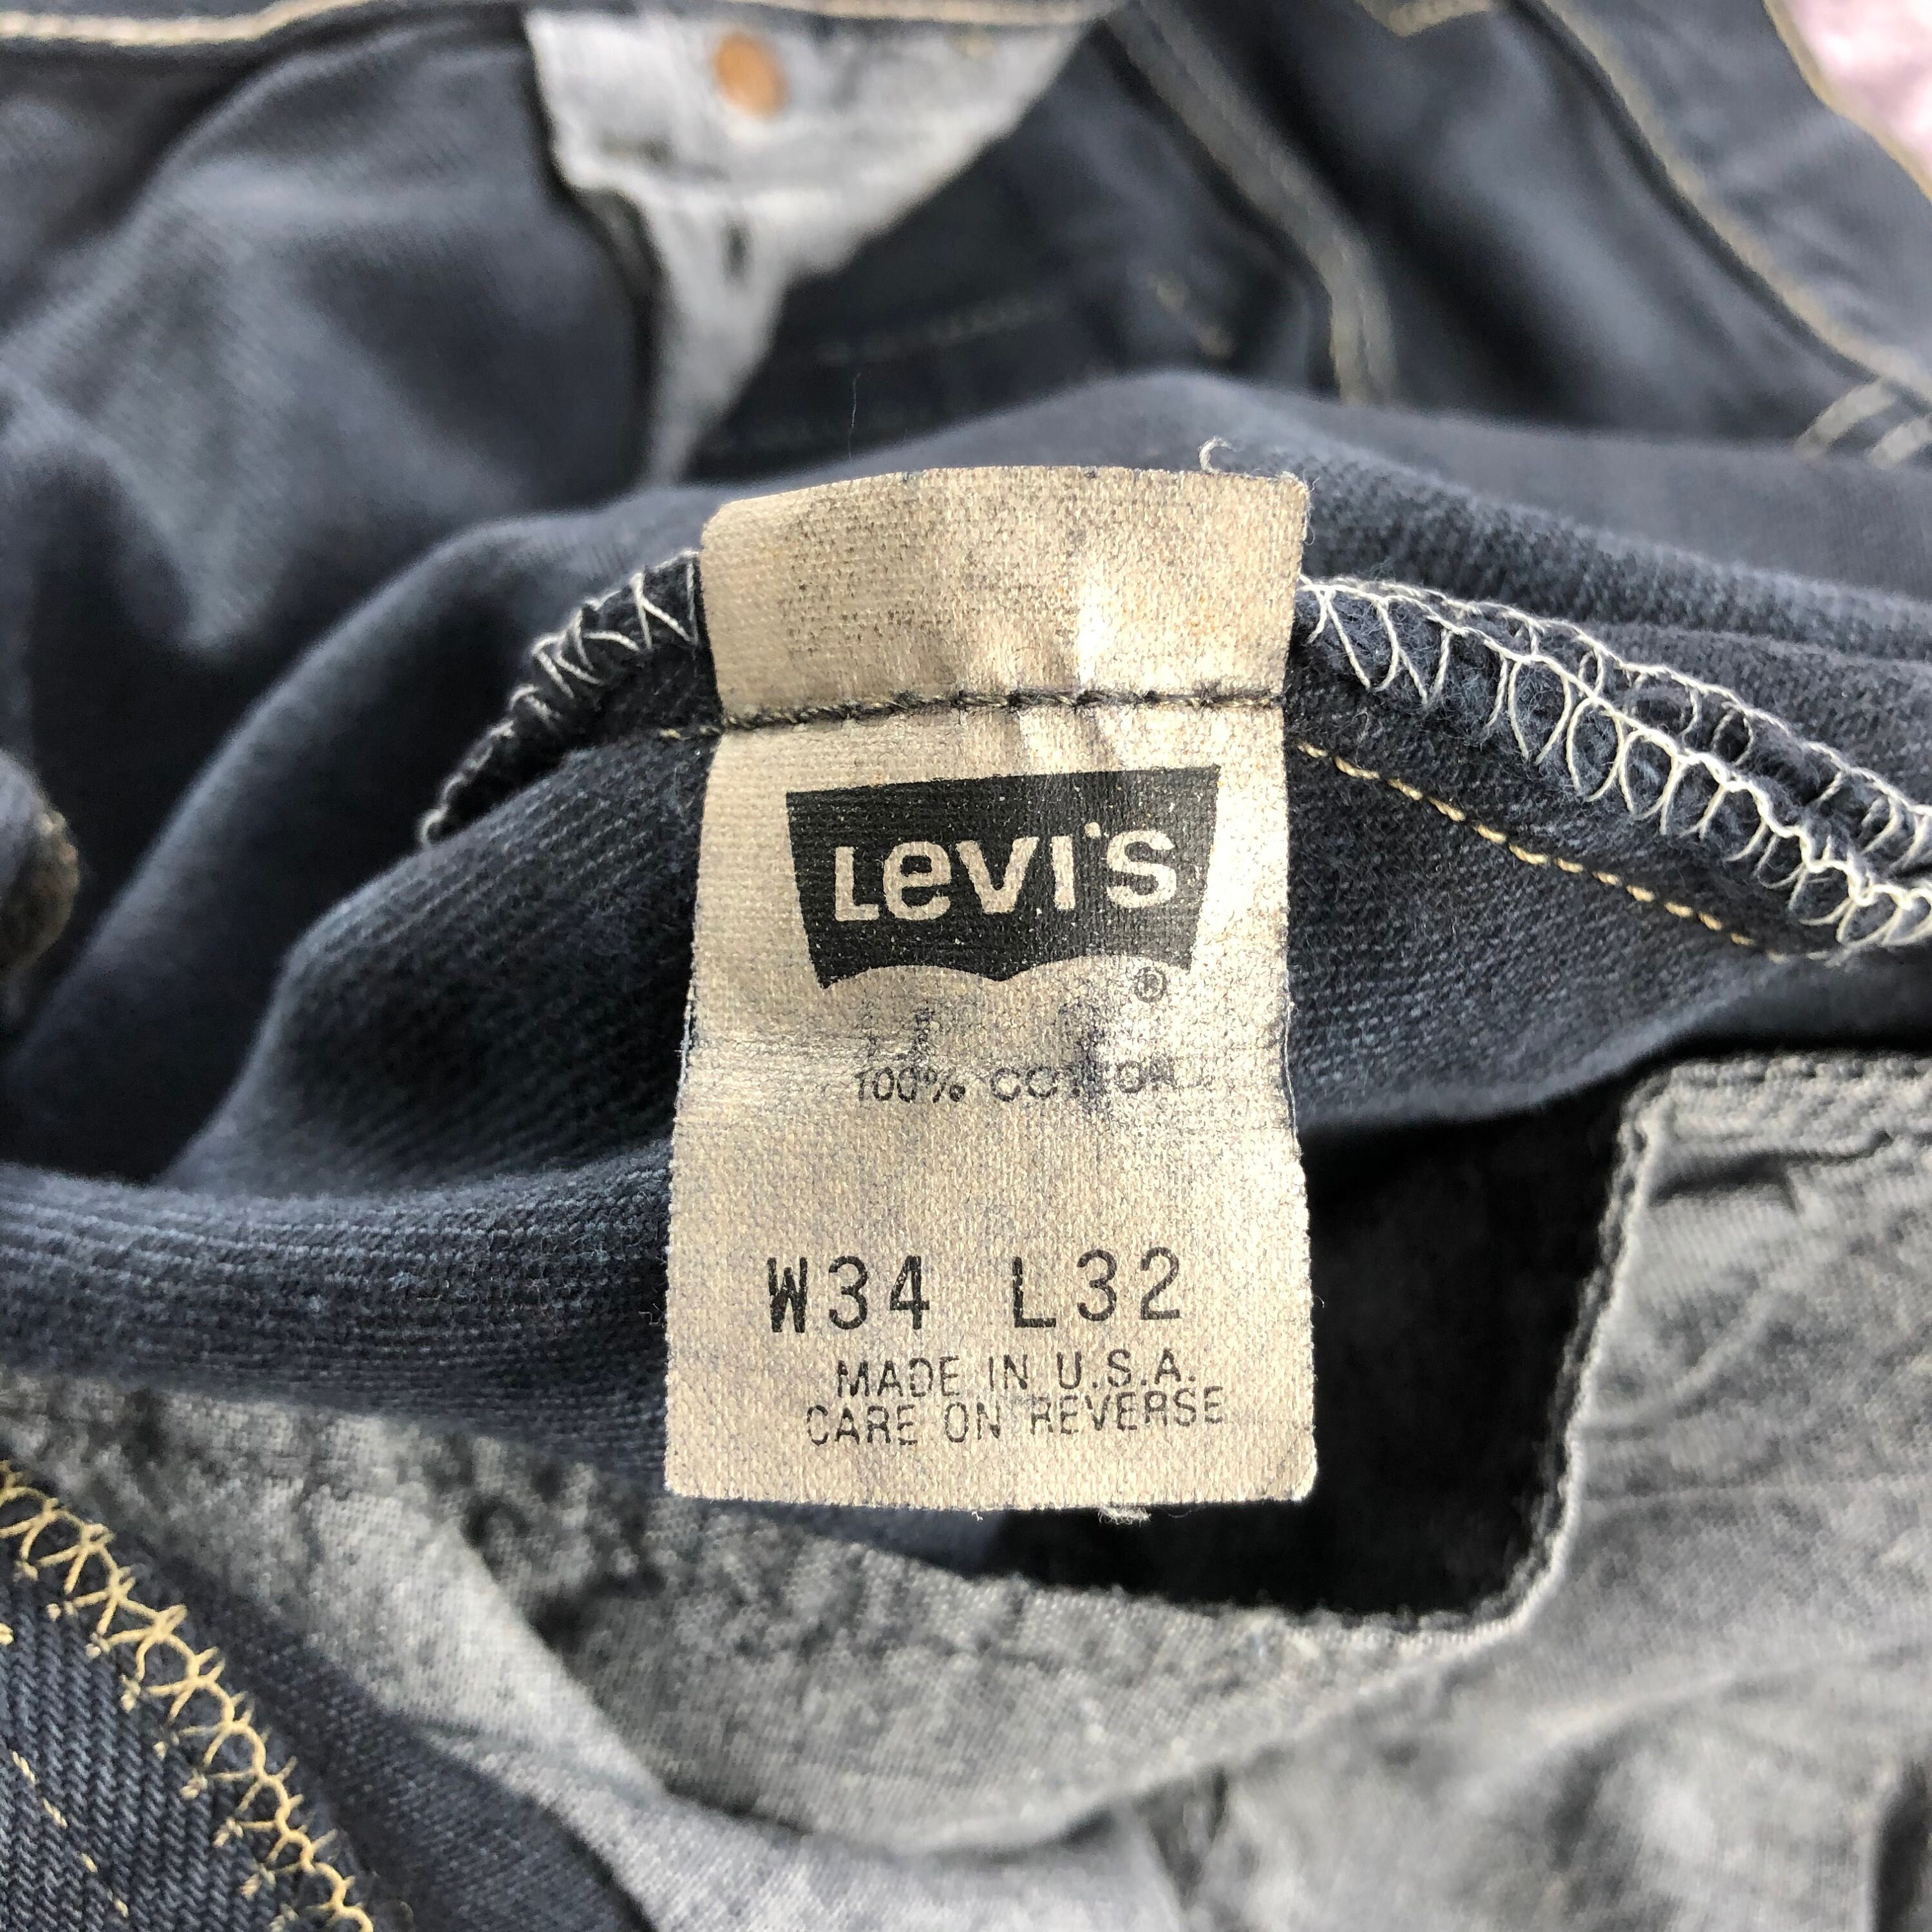 Levi's
®
100% COTTON
W34 L32
MADE IN U.S.A.
CARE ON REVERSE